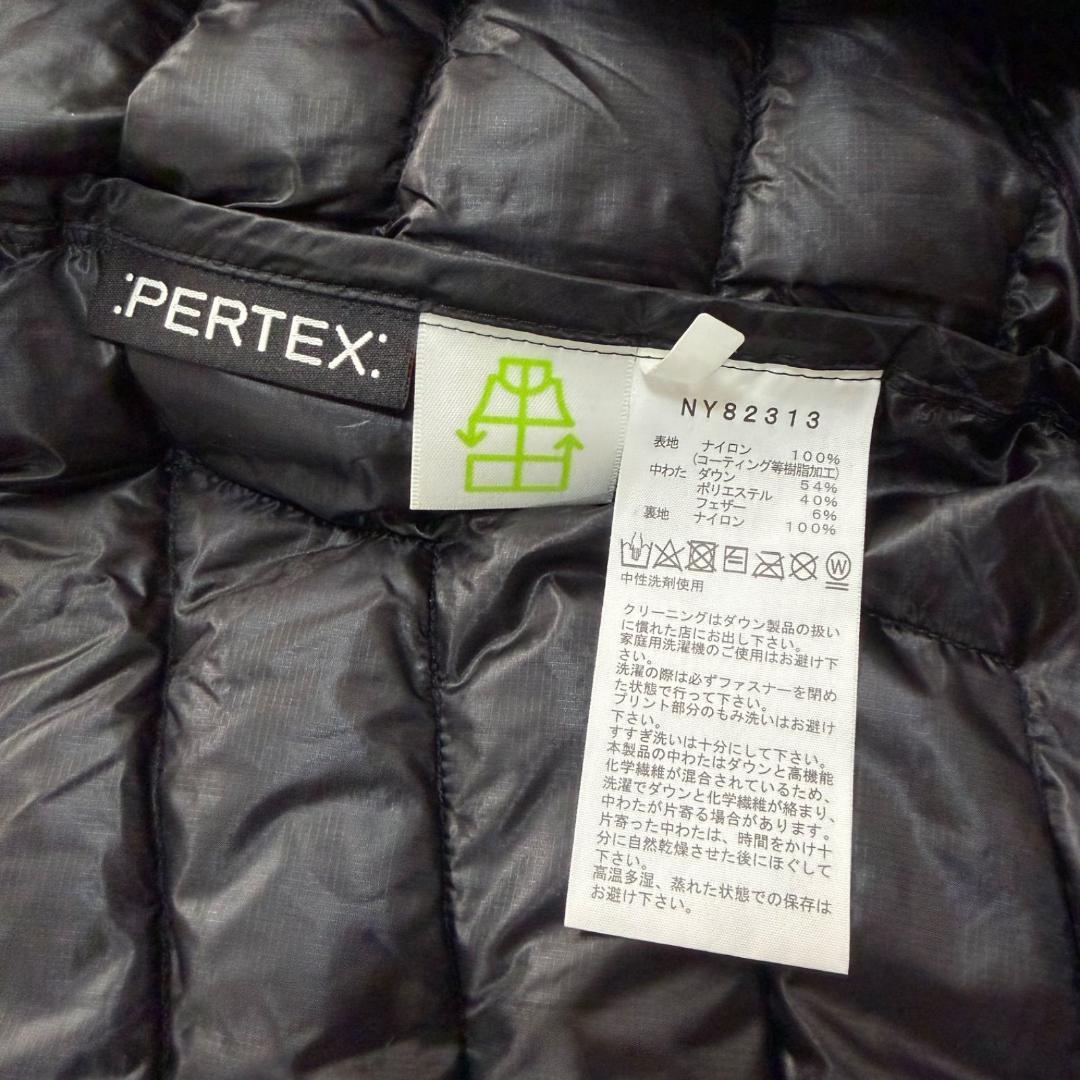 :PERTEX:
NY82313
表地 ナイロン 100%
(コーティング等樹脂加工)
中わた ダウン 54%
ポリエステル 40%
フェザー 6%
裏地 ナイロン 100%
W
中性洗剤使用
クリーニングはダウン製品の扱い
に慣れた店にお出し下さい。
家庭用洗濯機のご使用はお避け下
さい。
洗濯の際は必ずファスナーを閉め
た状態で行って下さい。
プリント部分のもみ洗いはお避け
下さい。
すすぎ洗いは十分にして下さい。
本製品の中わたはダウンと高機能
化学繊維が混合されているため、
洗濯でダウンと化学繊維が絡まり、
中わたが片寄る場合があります。
片寄った中わたは、時間をかけ十
分に自然乾燥させた後にほぐして
下さい。
高温多湿、蒸れた状態での保存は
お避け下さい。